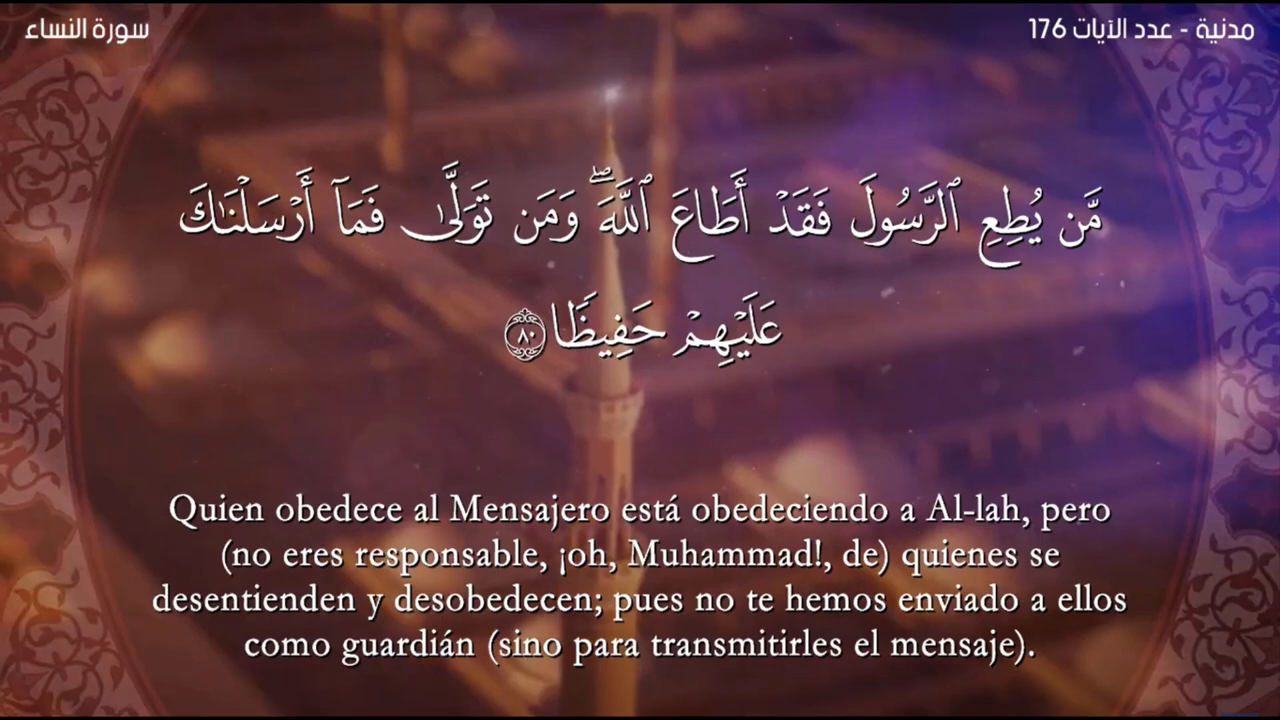 مدنية - عدد الآيات 176
سورة النساء
مَّن يُطِعِ ٱلرَّسُولَ فَقَدْ أَطَاعَ ٱللَّهَۖ وَمَن تَوَلَّىٰ فَمَآ أَرْسَلْنَٰكَ
عَلَيْهِمْ حَفِيظًا ٨٠
Quien obedece al Mensajero está obedeciendo a Al-lah, pero
(no eres responsable, ¡oh, Muhammad!, de) quienes se
desentienden y desobedecen; pues no te hemos enviado a ellos
como guardián (sino para transmitirles el mensaje).